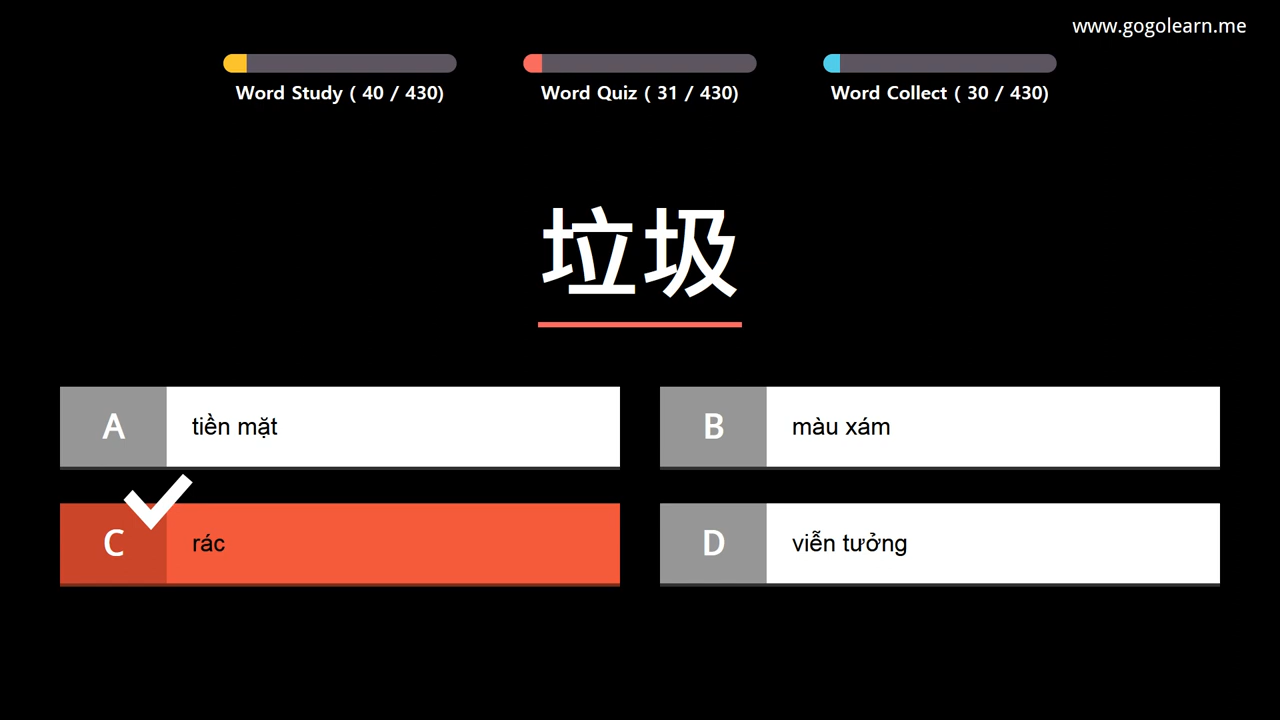 www.gogolearn.me
Word Study ( 40 / 430)
Word Quiz ( 31 / 430)
Word Collect ( 30 / 430)
垃圾
A tiền mặt
B màu xám
C rác
D viễn tưởng